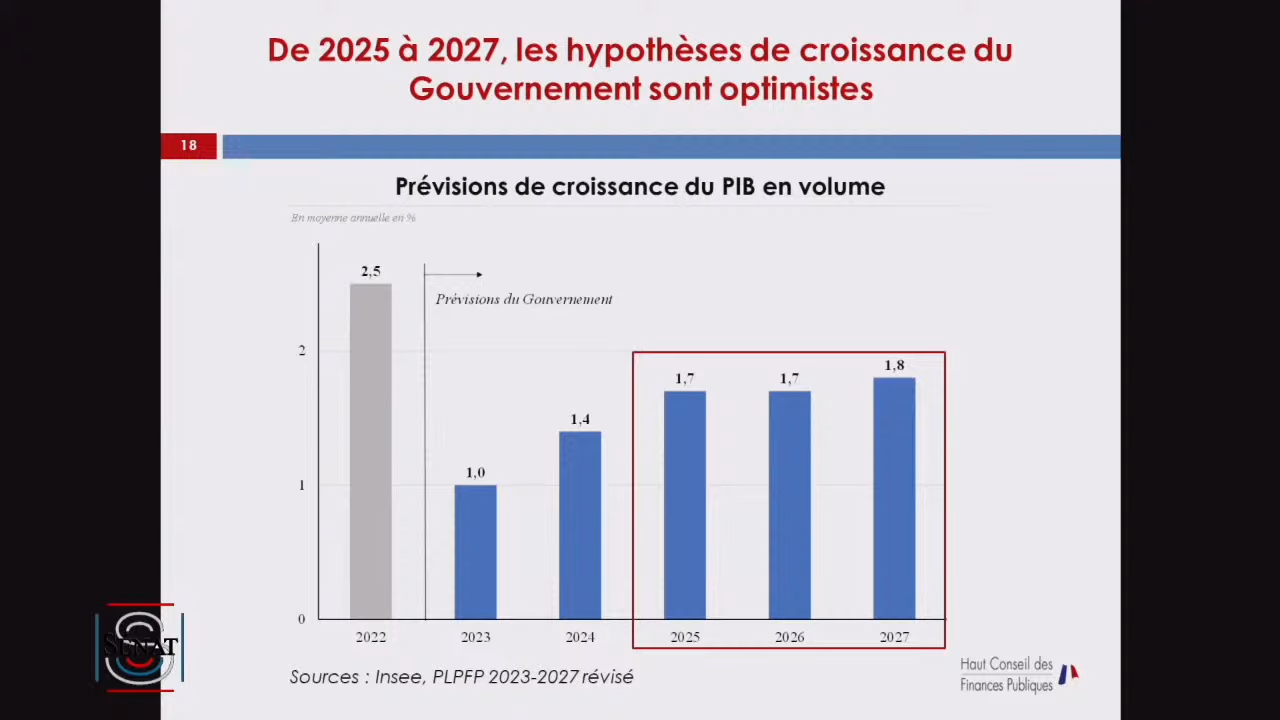 De 2025 à 2027, les hypothèses de croissance du
Gouvernement sont optimistes
18
Prévisions de croissance du PIB en volume
En moyenne annuelle en %
2,5
Prévisions du Gouvernement
2
1,8
1,7
1,7
1,4
1,0
1
0
2022
2023
2024
2025
2026
2027
SENAT
Sources : Insee, PLPFP 2023-2027 révisé
Haut Conseil des
Finances Publiques